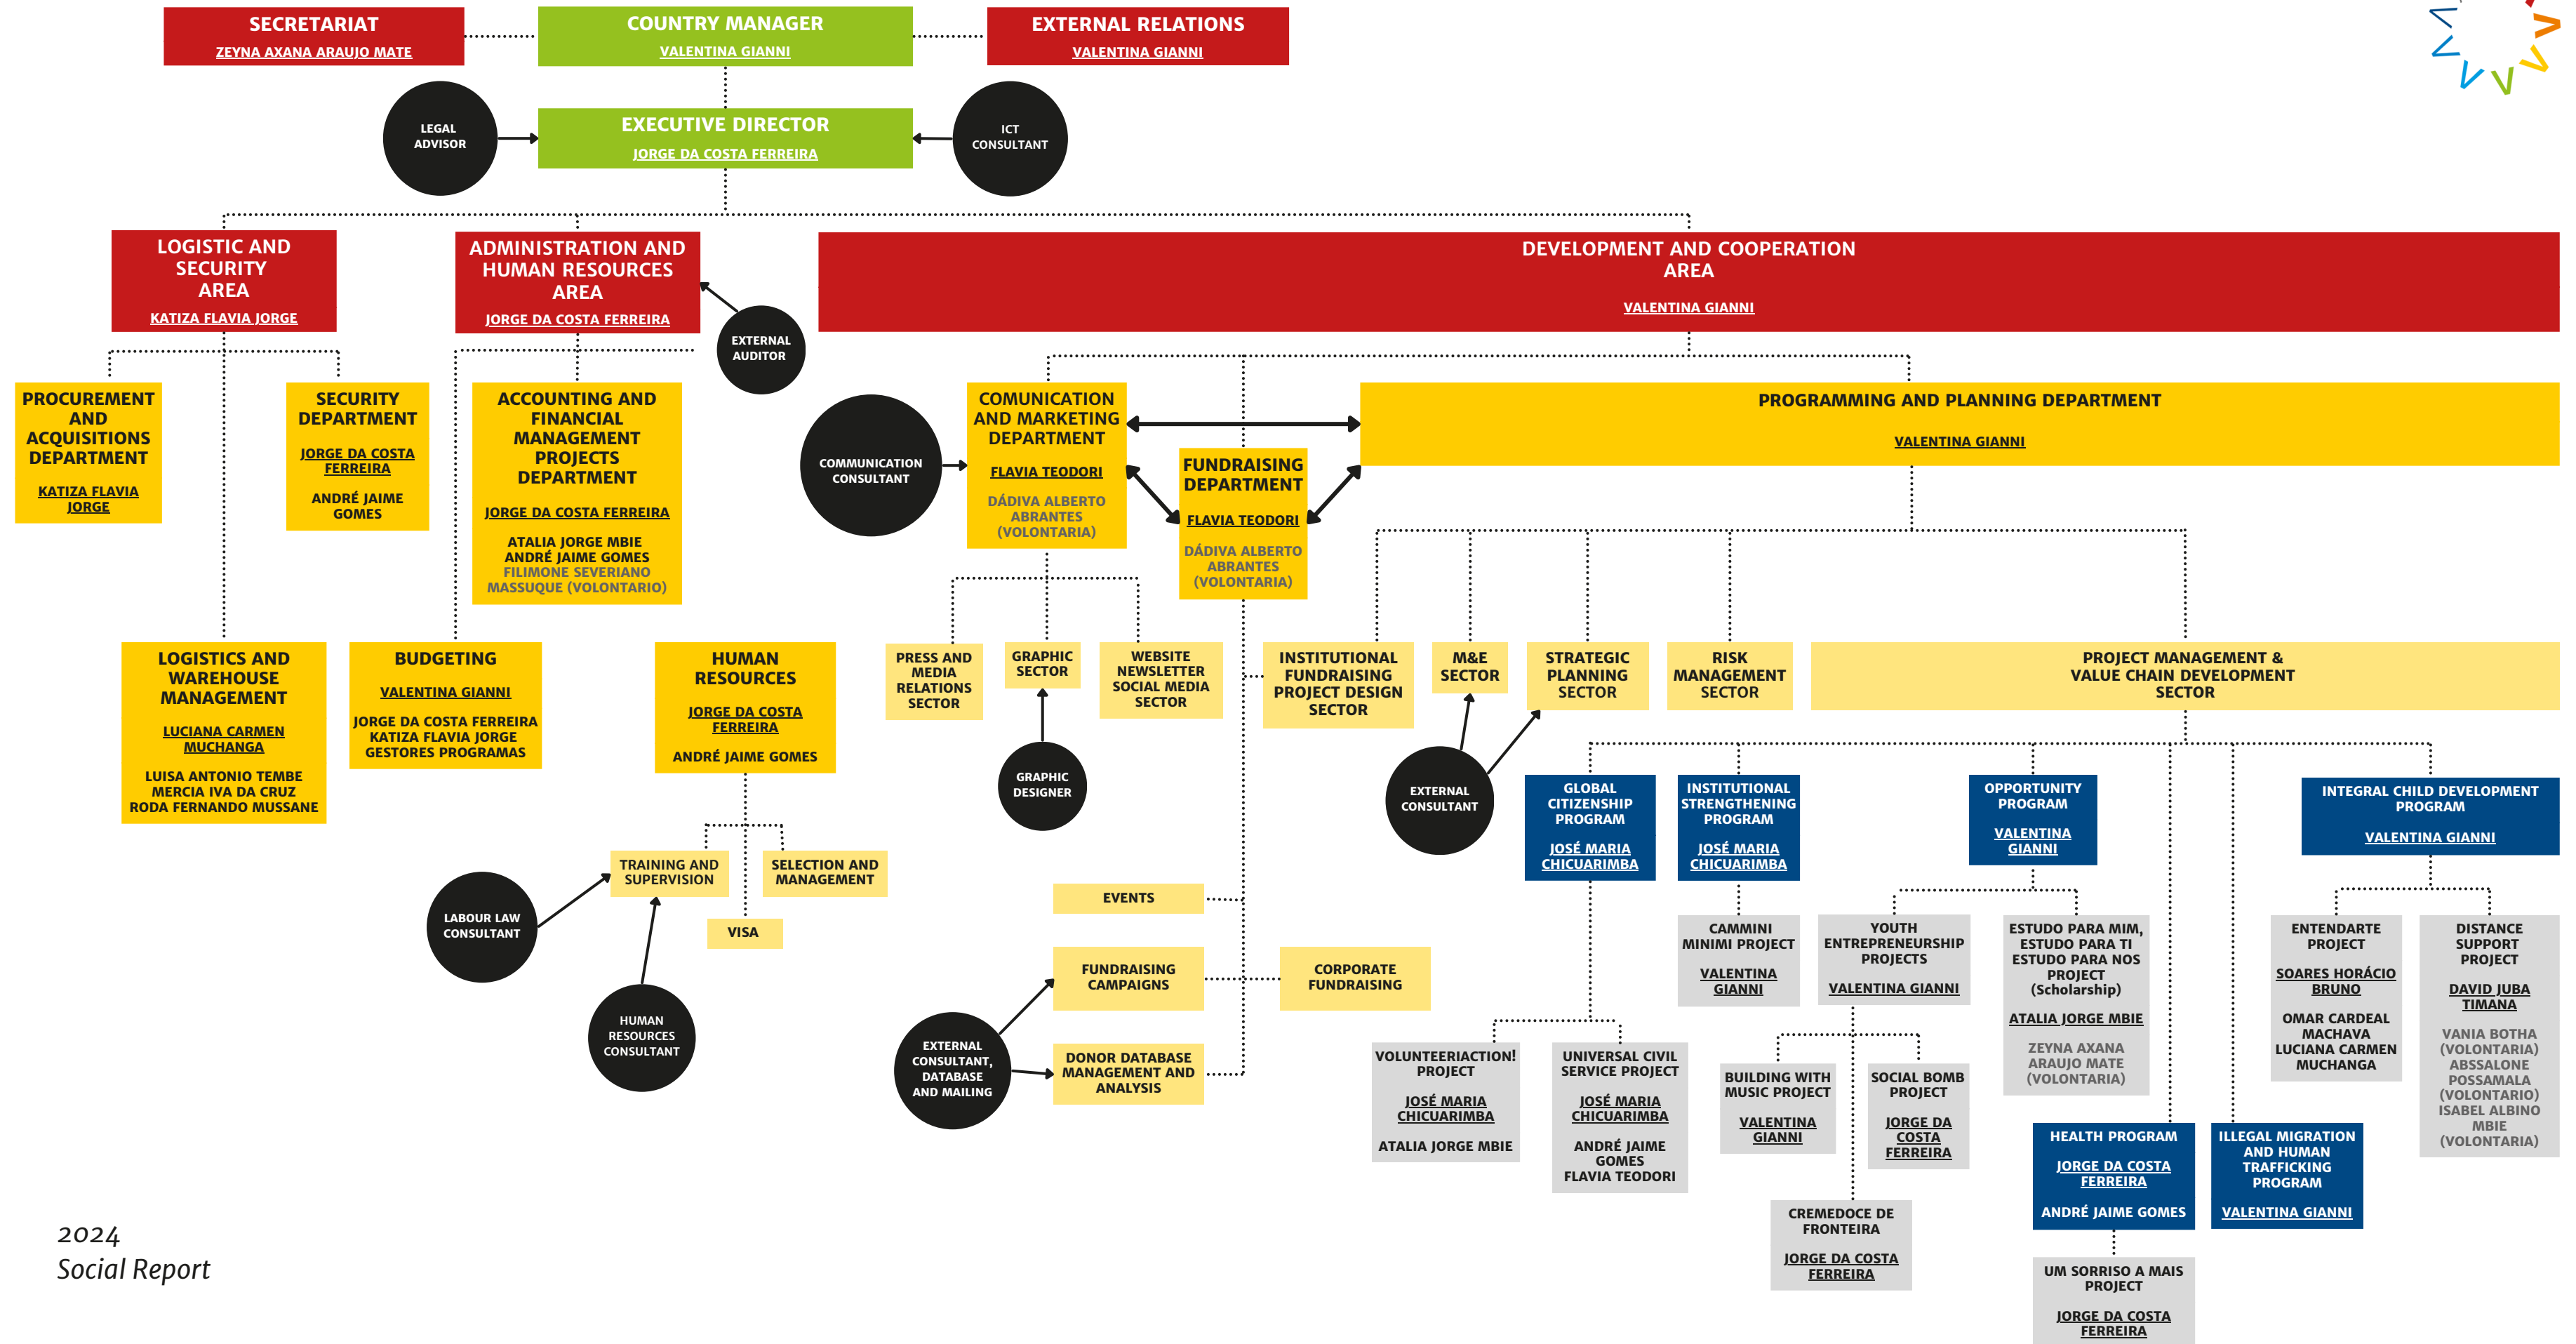 SECRETARIAT
ZEYNA AXANA ARAUJO MATE
COUNTRY MANAGER
VALENTINA GIANNI
EXTERNAL RELATIONS
VALENTINA GIANNI
LEGAL
ADVISOR
EXECUTIVE DIRECTOR
JORGE DA COSTA FERREIRA
ICT
CONSULTANT
LOGISTIC AND
SECURITY
AREA
KATIZA FLAVIA JORGE
ADMINISTRATION AND
HUMAN RESOURCES
AREA
JORGE DA COSTA FERREIRA
EXTERNAL
AUDITOR
DEVELOPMENT AND COOPERATION
AREA
VALENTINA GIANNI
PROCUREMENT
AND
ACQUISITIONS
DEPARTMENT
KATIZA FLAVIA
JORGE
SECURITY
DEPARTMENT
JORGE DA COSTA
FERREIRA
ANDRÉ JAIME
GOMES
ACCOUNTING AND
FINANCIAL
MANAGEMENT
PROJECTS
DEPARTMENT
JORGE DA COSTA FERREIRA
ATALIA JORGE MBIE
ANDRÉ JAIME GOMES
FILIMONE SEVERIANO
MASSUQUE (VOLONTARIO)
COMMUNICATION
CONSULTANT
COMUNICATION
AND MARKETING
DEPARTMENT
FLAVIA TEODORI
DÁDIVA ALBERTO
ABRANTES
(VOLONTARIA)
FUNDRAISING
DEPARTMENT
FLAVIA TEODORI
DÁDIVA ALBERTO
ABRANTES
(VOLONTARIA)
PROGRAMMING AND PLANNING DEPARTMENT
VALENTINA GIANNI
LOGISTICS AND
WAREHOUSE
MANAGEMENT
LUCIANA CARMEN
MUCHANGA
LUISA ANTONIO TEMBE
MERCIA IVA DA CRUZ
RODA FERNANDO MUSSANE
BUDGETING
VALENTINA GIANNI
JORGE DA COSTA FERREIRA
KATIZA FLAVIA JORGE
GESTORES PROGRAMAS
HUMAN
RESOURCES
JORGE DA COSTA
FERREIRA
ANDRÉ JAIME GOMES
PRESS AND
MEDIA
RELATIONS
SECTOR
GRAPHIC
SECTOR
WEBSITE
NEWSLETTER
SOCIAL MEDIA
SECTOR
INSTITUTIONAL
FUNDRAISING
PROJECT DESIGN
SECTOR
M&E
SECTOR
STRATEGIC
PLANNING
SECTOR
RISK
MANAGEMENT
SECTOR
PROJECT MANAGEMENT &
VALUE CHAIN DEVELOPMENT
SECTOR
GRAPHIC
DESIGNER
EXTERNAL
CONSULTANT
GLOBAL
CITIZENSHIP
PROGRAM
JOSÉ MARIA
CHICUARIMBA
INSTITUTIONAL
STRENGTHENING
PROGRAM
JOSÉ MARIA
CHICUARIMBA
OPPORTUNITY
PROGRAM
VALENTINA
GIANNI
INTEGRAL CHILD DEVELOPMENT
PROGRAM
VALENTINA GIANNI
TRAINING AND
SUPERVISION
SELECTION AND
MANAGEMENT
VISA
LABOUR LAW
CONSULTANT
HUMAN
RESOURCES
CONSULTANT
EVENTS
FUNDRAISING
CAMPAIGNS
CORPORATE
FUNDRAISING
EXTERNAL
CONSULTANT,
DATABASE
AND MAILING
DONOR DATABASE
MANAGEMENT AND
ANALYSIS
CAMMINI
MINIMI PROJECT
VALENTINA
GIANNI
YOUTH
ENTREPRENEURSHIP
PROJECTS
VALENTINA GIANNI
ESTUDO PARA MIM,
ESTUDO PARA TI
ESTUDO PARA NOS
PROJECT
(Scholarship)
ATALIA JORGE MBIE
ZEYNA AXANA
ARAUJO MATE
(VOLONTARIA)
ENTENDARTE
PROJECT
SOARES HORÁCIO
BRUNO
OMAR CARDEAL
MACHAVA
LUCIANA CARMEN
MUCHANGA
DISTANCE
SUPPORT
PROJECT
DAVID JUBA
TIMANA
VANIA BOTHA
(VOLONTARIA)
ABSSALONE
POSSAMALA
(VOLONTARIO)
ISABEL ALBINO
MBIE
(VOLONTARIA)
VOLUNTEERIACTION!
PROJECT
JOSÉ MARIA
CHICUARIMBA
ATALIA JORGE MBIE
UNIVERSAL CIVIL
SERVICE PROJECT
JOSÉ MARIA
CHICUARIMBA
ANDRÉ JAIME
GOMES
FLAVIA TEODORI
BUILDING WITH
MUSIC PROJECT
VALENTINA
GIANNI
SOCIAL BOMB
PROJECT
JORGE DA
COSTA
FERREIRA
CREMEDOCE DE
FRONTEIRA
JORGE DA COSTA
FERREIRA
HEALTH PROGRAM
JORGE DA COSTA
FERREIRA
ANDRÉ JAIME GOMES
ILLEGAL MIGRATION
AND HUMAN
TRAFFICKING
PROGRAM
VALENTINA GIANNI
UM SORRISO A MAIS
PROJECT
JORGE DA COSTA
FERREIRA
2024
Social Report